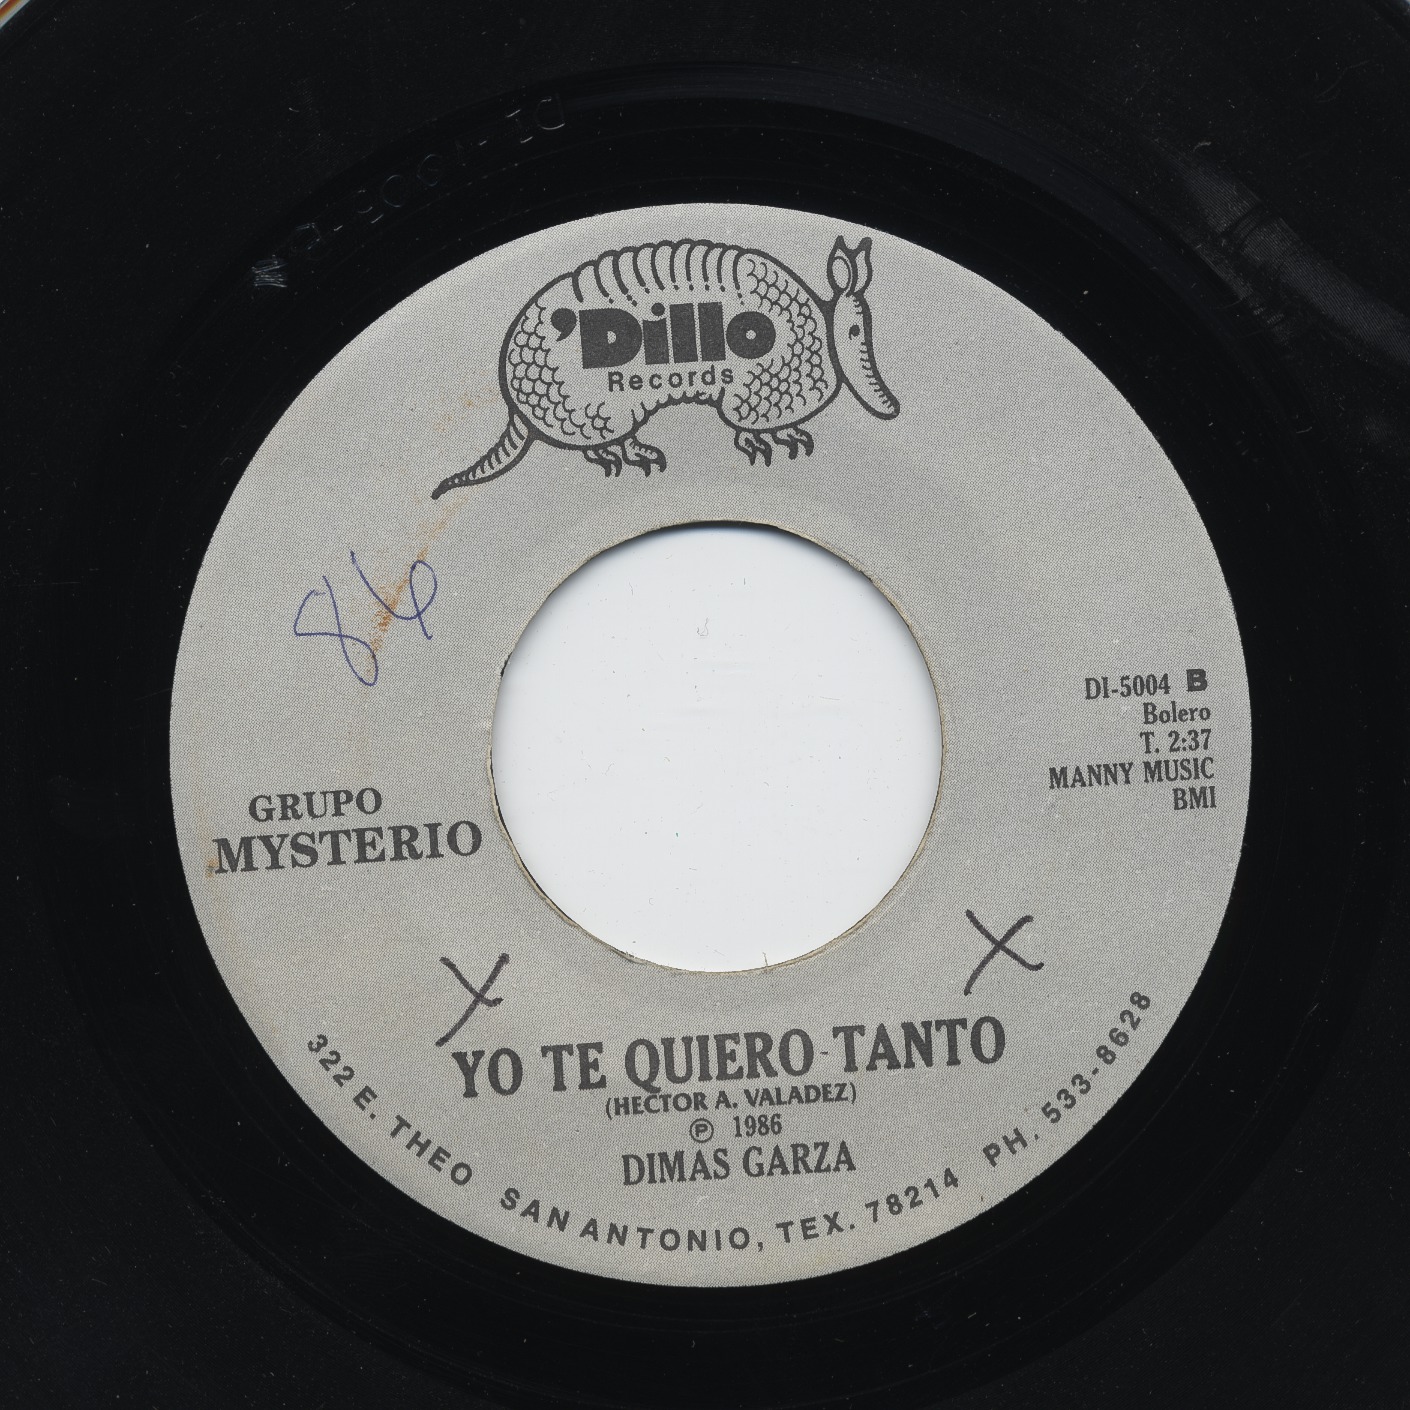 'Dillo
Records
86
DI-5004 B
Bolero
T. 2:37
MANNY MUSIC
BMI
GRUPO
MYSTERIO
X X
YO TE QUIERO TANTO
(HECTOR A. VALADEZ)
℗ 1986
DIMAS GARZA
322 E. THEO SAN ANTONIO, TEX. 78214 PH. 533-8628